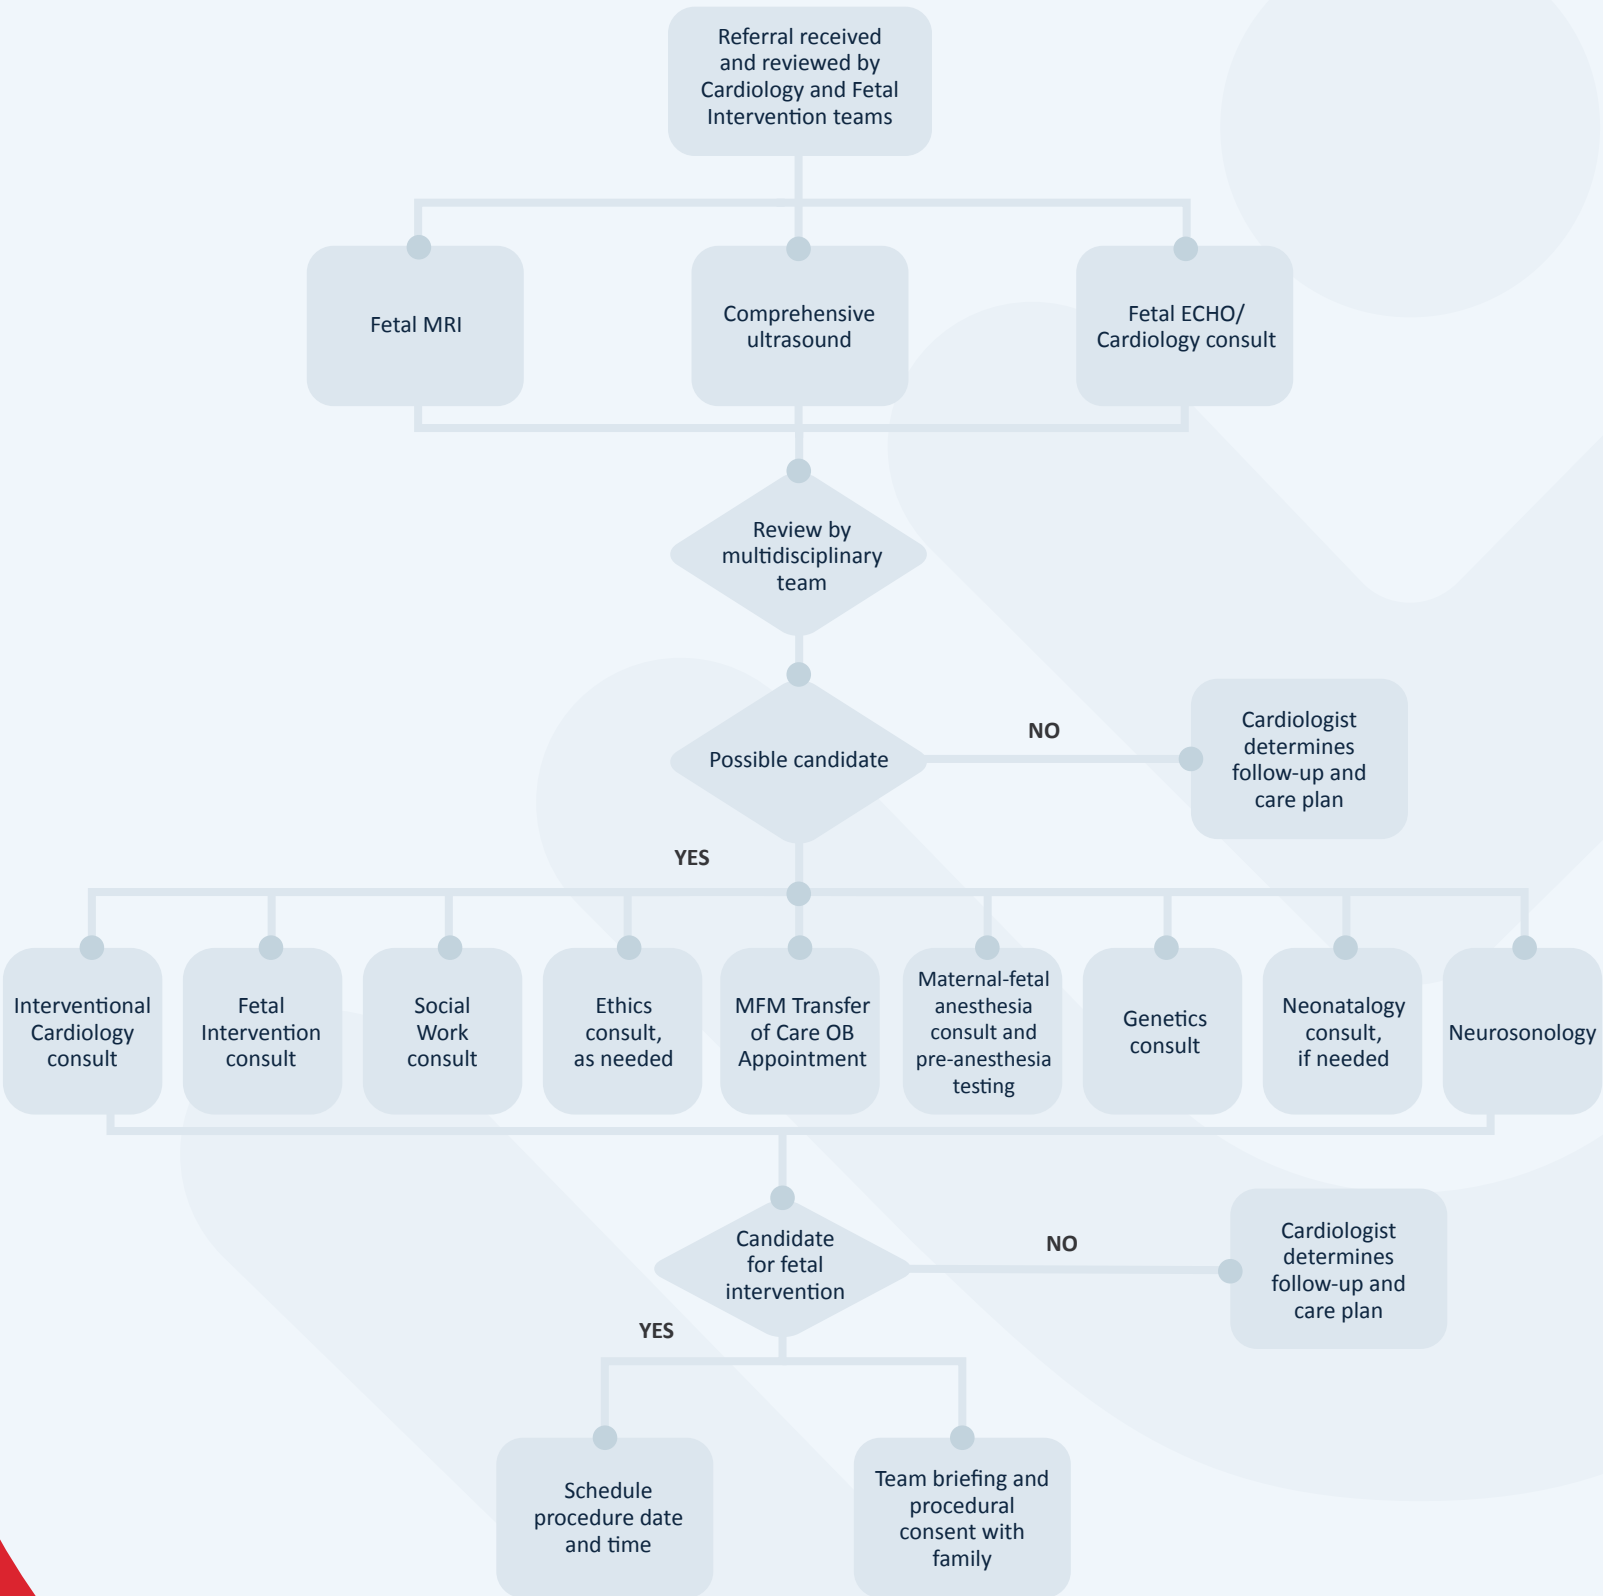 Referral received
and reviewed by
Cardiology and Fetal
Intervention teams
Fetal MRI
Comprehensive
ultrasound
Fetal ECHO/
Cardiology consult
Review by
multidisciplinary
team
Possible candidate
NO
Cardiologist
determines
follow-up and
care plan
YES
Interventional
Cardiology
consult
Fetal
Intervention
consult
Social
Work
consult
Ethics
consult,
as needed
MFM Transfer
of Care OB
Appointment
Maternal-fetal
anesthesia
consult and
pre-anesthesia
testing
Genetics
consult
Neonatalogy
consult,
if needed
Neurosonology
Candidate
for fetal
intervention
NO
Cardiologist
determines
follow-up and
care plan
YES
Schedule
procedure date
and time
Team briefing and
procedural
consent with
family